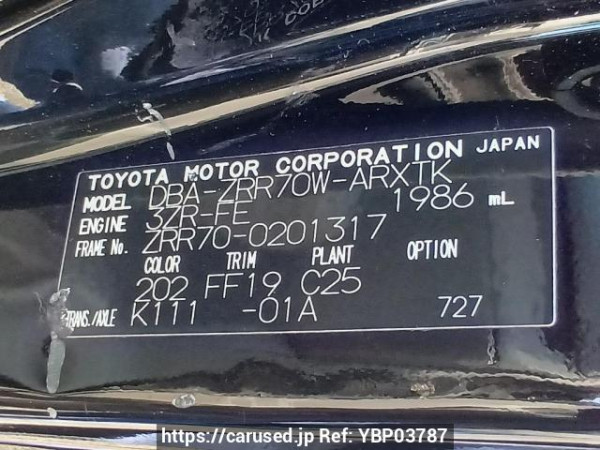 TOYOTA MOTOR CORPORATION JAPAN
MODEL DBA-ZRR70W-ARXTK
ENGINE 3ZR-FE 1986 mL
FRAME No. ZRR70-0201317
COLOR TRIM PLANT OPTION
202 FF19 C25
TRANS./AXLE K111 -01A 727
https://carused.jp Ref: YBP03787